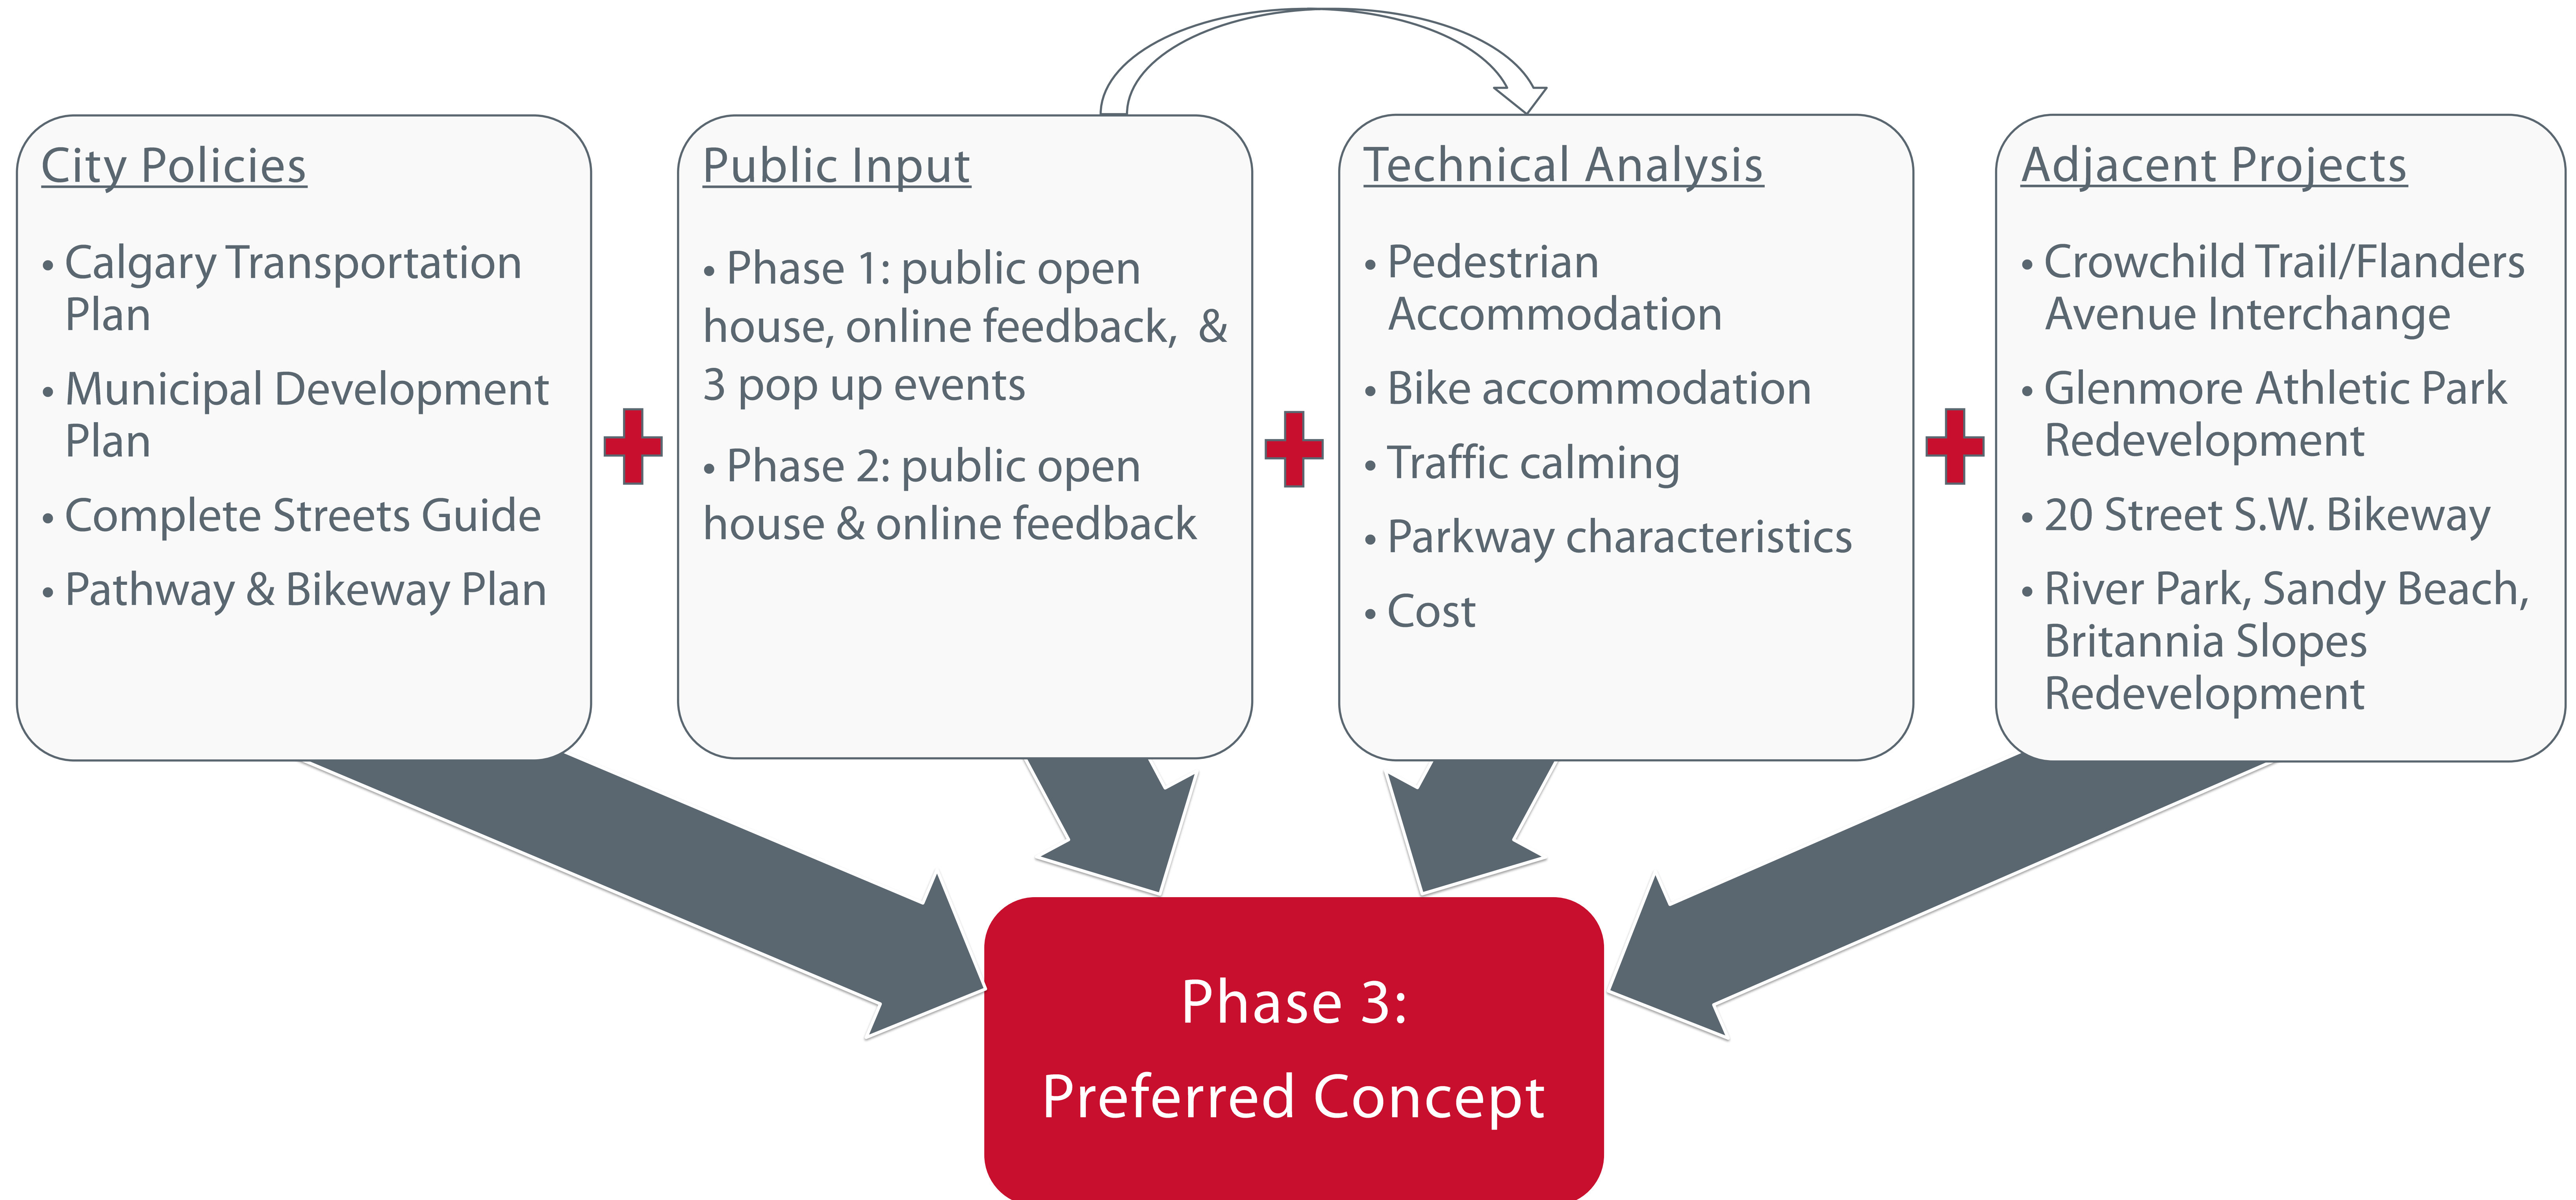 City Policies
• Calgary Transportation
Plan
• Municipal Development
Plan
• Complete Streets Guide
• Pathway & Bikeway Plan
Public Input
• Phase 1: public open
house, online feedback, &
3 pop up events
• Phase 2: public open
house & online feedback
Technical Analysis
• Pedestrian
Accommodation
• Bike accommodation
• Traffic calming
• Parkway characteristics
• Cost
Adjacent Projects
• Crowchild Trail/Flanders
Avenue Interchange
• Glenmore Athletic Park
Redevelopment
• 20 Street S.W. Bikeway
• River Park, Sandy Beach,
Britannia Slopes
Redevelopment
Phase 3:
Preferred Concept